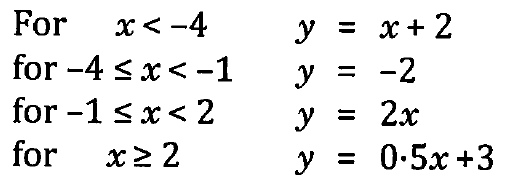 For x < –4 y = x + 2
for –4 ≤ x < –1 y = –2
for –1 ≤ x < 2 y = 2x
for x ≥ 2 y = 0·5x +3